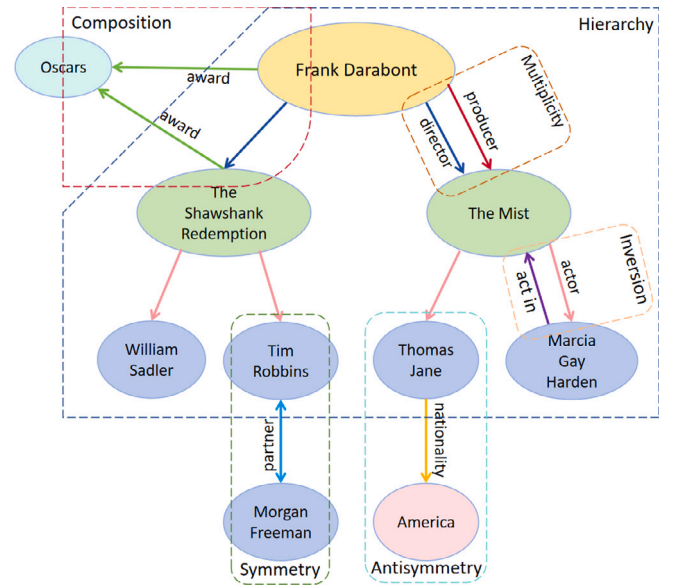 Composition
Hierarchy
Oscars
Frank Darabont
award
award
director
producer
Multiplicity
The
Shawshank
Redemption
The Mist
act in
actor
Inversion
William
Sadler
Tim
Robbins
Thomas
Jane
Marcia
Gay
Harden
partner
nationality
Morgan
Freeman
America
Symmetry
Antisymmetry